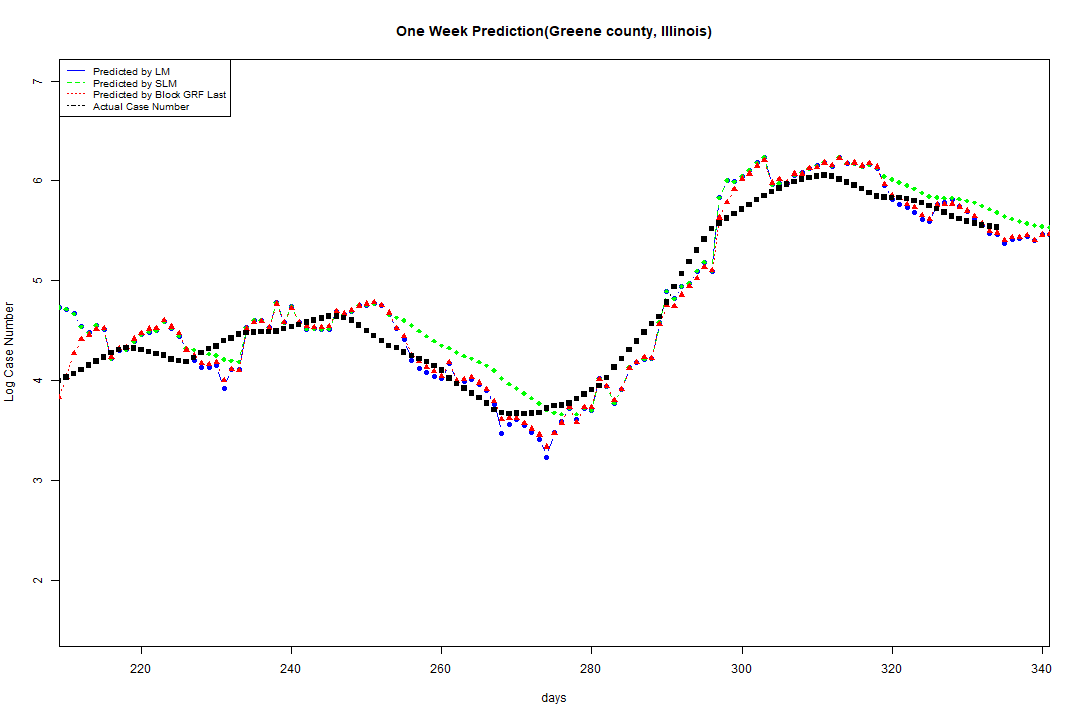 One Week Prediction(Greene county, Illinois)
Predicted by LM
Predicted by SLM
Predicted by Block GRF Last
Actual Case Number
7
6
5
4
3
2
Log Case Number
220 240 260 280 300 320 340
days